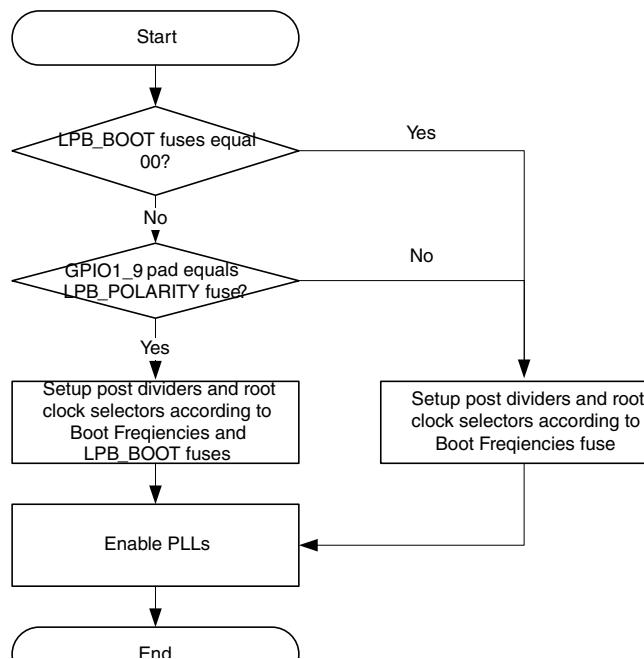 Start
LPB_BOOT fuses equal
00?
Yes
No
GPIO1_9 pad equals
LPB_POLARITY fuse?
No
Yes
Setup post dividers and root
clock selectors according to
Boot Freqiencies and
LPB_BOOT fuses
Setup post dividers and root
clock selectors according to
Boot Freqiencies fuse
Enable PLLs
End